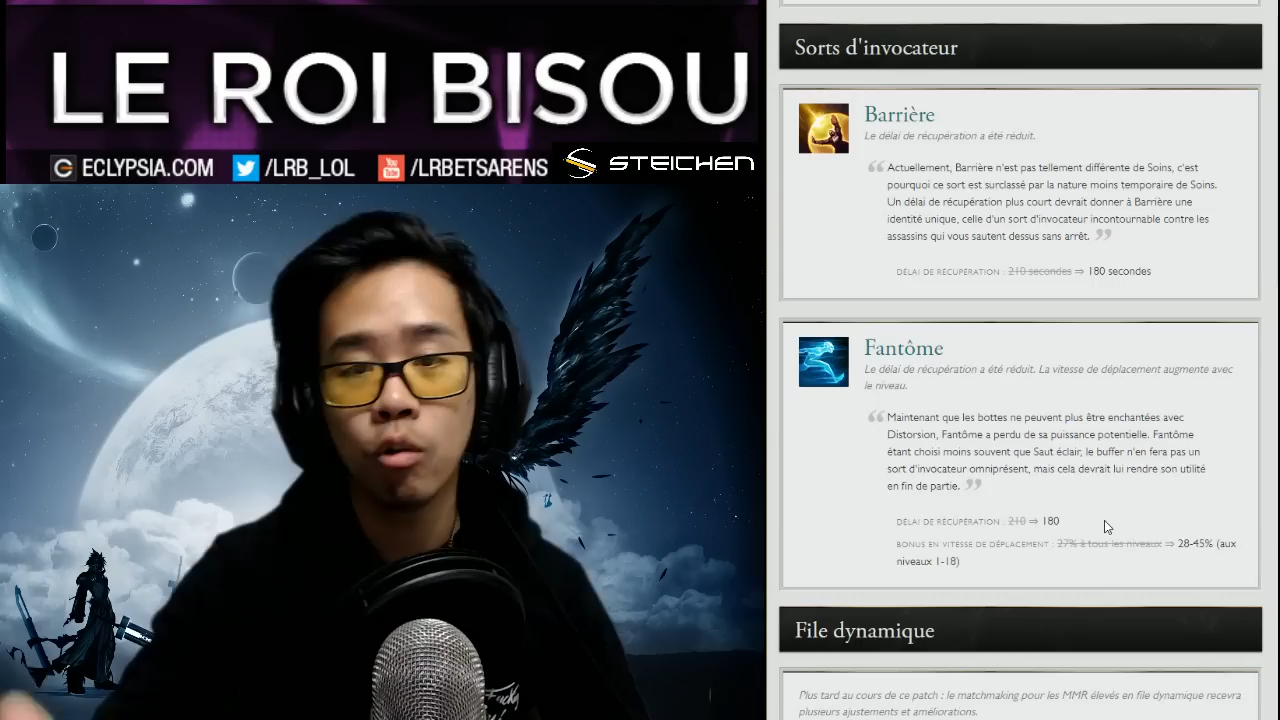 LE ROI BISOU
ECLYPSIA.COM /LRB_LOL You Tube /LRBETSARENS STEICHEN
Sorts d'invocateur
Barrière
Le délai de récupération a été réduit.
“ Actuellement, Barrière n'est pas tellement différente de Soins, c'est
pourquoi ce sort est surclassé par la nature moins temporaire de Soins.
Un délai de récupération plus court devrait donner à Barrière une
identité unique, celle d'un sort d'invocateur incontournable contre les
assassins qui vous sautent dessus sans arrêt. ”
DÉLAI DE RÉCUPÉRATION : 210 secondes ⇒ 180 secondes
Fantôme
Le délai de récupération a été réduit. La vitesse de déplacement augmente avec
le niveau.
“ Maintenant que les bottes ne peuvent plus être enchantées avec
Distorsion, Fantôme a perdu de sa puissance potentielle. Fantôme
étant choisi moins souvent que Saut éclair, le buffer n'en fera pas un
sort d'invocateur omniprésent, mais cela devrait lui rendre son utilité
en fin de partie. ”
DÉLAI DE RÉCUPÉRATION : 210 ⇒ 180
BONUS EN VITESSE DE DÉPLACEMENT : 27% à tous les niveaux ⇒ 28-45% (aux
niveaux 1-18)
File dynamique
Plus tard au cours de ce patch : le matchmaking pour les MMR élevés en file dynamique recevra
plusieurs ajustements et améliorations.